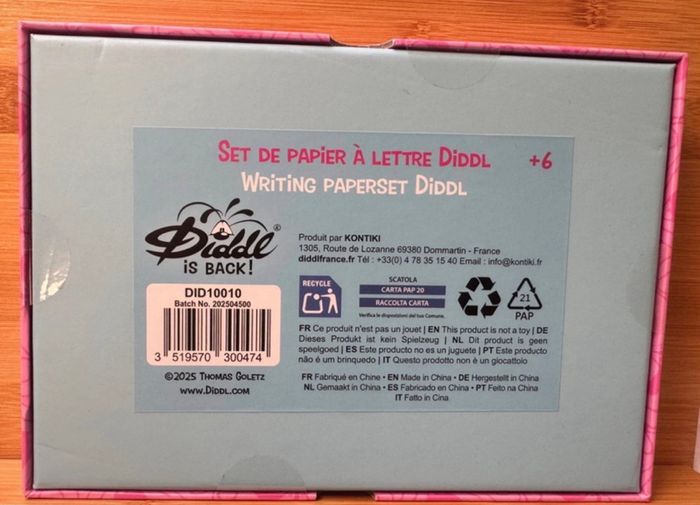 SET DE PAPIER À LETTRE DIDDL +6
WRITING PAPERSET DIDDL
Diddl®
IS BACK!
DID10010
Batch No. 202504500
3 519570 300474
©2025 THOMAS GOLETZ
WWW.DIDDL.COM
Produit par KONTIKI
1305, Route de Lozanne 69380 Dommartin - France
diddlfrance.fr Tél : +33(0) 4 78 35 15 40 Email : info@kontiki.fr
RECYCLE
SCATOLA
CARTA PAP 20
RACCOLTA CARTA
Verifica le disposizioni del tuo Comune.
21
PAP
FR Ce produit n'est pas un jouet | EN This product is not a toy | DE
Dieses Produkt ist kein Spielzeug | NL Dit product is geen
speelgoed | ES Este producto no es un juguete | PT Este producto
não é um brinquedo | IT Questo prodotto non è un giocattolo
FR Fabriqué en Chine • EN Made in China • DE Hergestellt in China
NL Gemaakt in China • ES Fabricado en China • PT Feito na China
IT Fatto in Cina